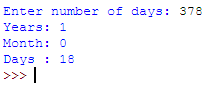 Enter number of days: 378
Years: 1
Month: 0
Days : 18
>>>